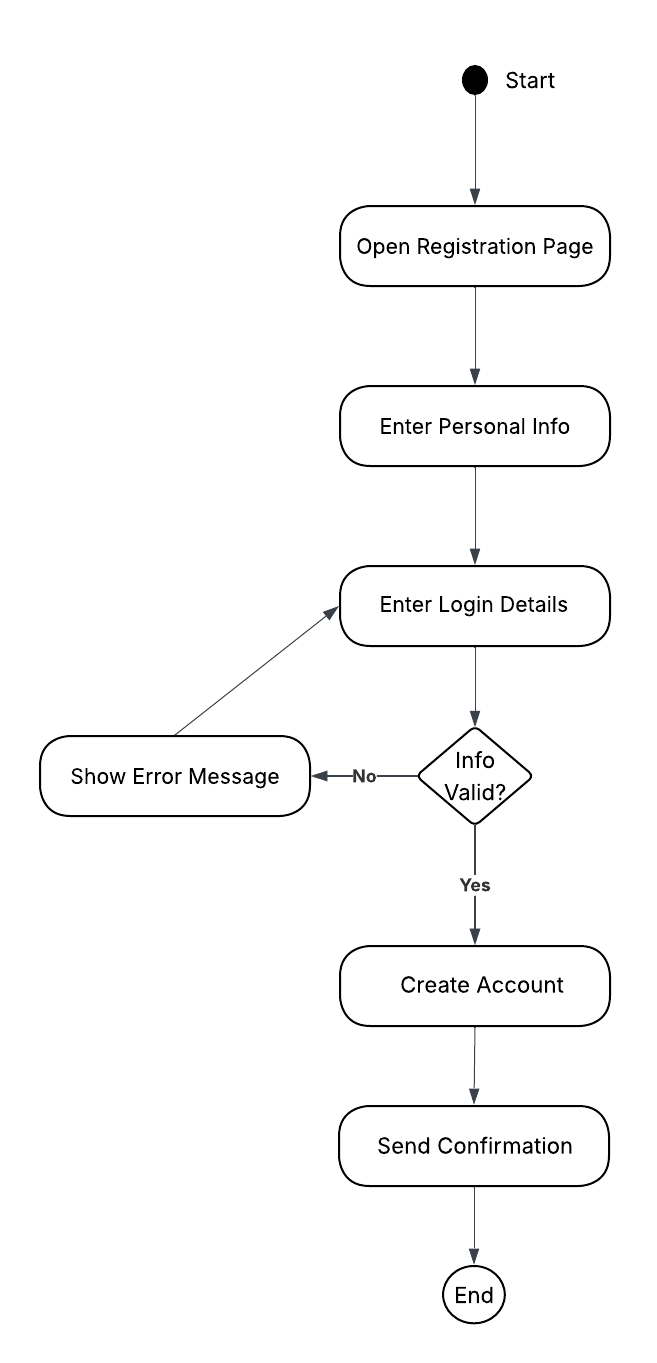 Start
Open Registration Page
Enter Personal Info
Enter Login Details
Info
Valid?
No
Show Error Message
Yes
Create Account
Send Confirmation
End